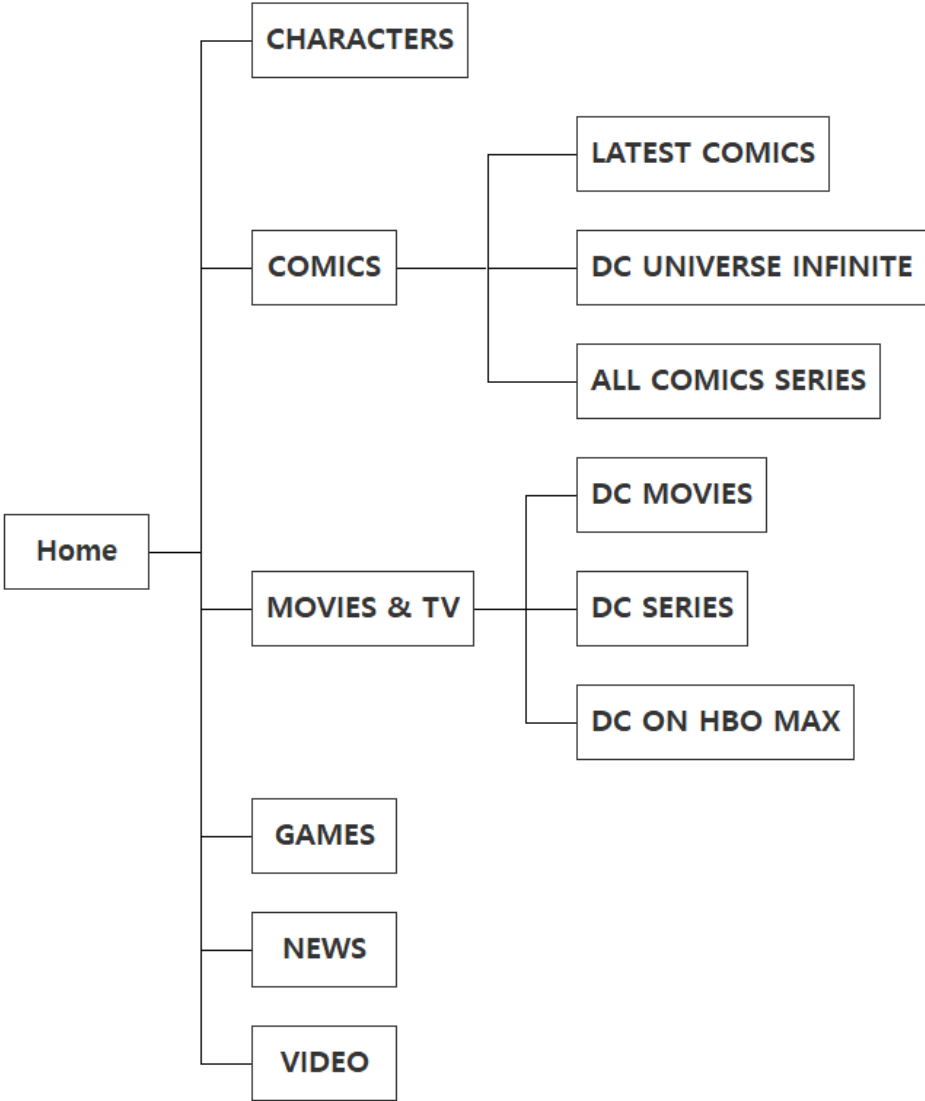 CHARACTERS
LATEST COMICS
COMICS
DC UNIVERSE INFINITE
ALL COMICS SERIES
DC MOVIES
Home
MOVIES & TV
DC SERIES
DC ON HBO MAX
GAMES
NEWS
VIDEO